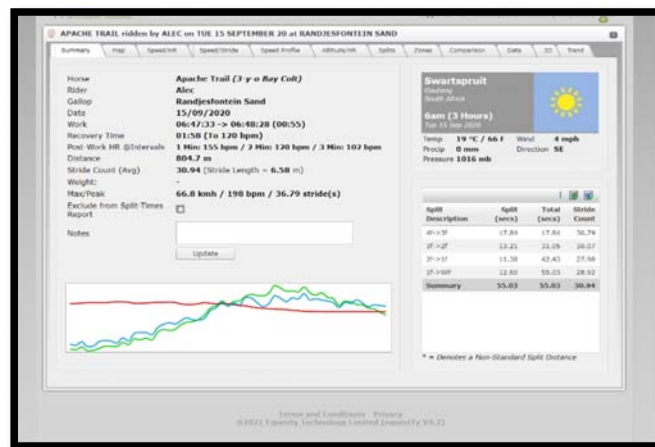 APACHE TRAIL ridden by ALEC on TUE 15 SEPTEMBER 20 at RANDJESFONTEIN SAND
Summary Map Speed/HR Speed/Stride Speed Profile Altitude/HR Splits Zones Comparison Data 3D Trend
Horse Apache Trail (3-y-o Bay Colt)
Rider Alec
Gallop Randjesfontein Sand
Date 15/09/2020
Work 06:47:33 -> 06:48:28 (00:55)
Recovery Time 01:58 (To 120 bpm)
Post-Work HR @Intervals 1 Min: 155 bpm / 2 Min: 120 bpm / 3 Min: 102 bpm
Distance 804.7 m
Stride Count (Avg) 30.94 (Stride Length = 6.58 m)
Weight: -
Max/Peak 66.8 kmh / 198 bpm / 36.79 stride(s)
Exclude from Split-Times
Report
Notes
Update
Swartspruit
Gauteng
South Africa
6am (3 Hours)
Tue 15 Sep 2020
Temp 19 °C / 66 F Wind 4 mph
Precip 0 mm Direction SE
Pressure 1016 mb
Split Description Split (secs) Total (secs) Stride Count
4f->3f 17.84 17.84 36.79
3f->2f 13.21 31.05 30.07
2f->1f 11.38 42.43 27.98
1f->WP 12.60 55.03 28.92
Summary 55.03 55.03 30.94
* = Denotes a Non-Standard Split Distance
Terms and Conditions Privacy
©2021 Equinity Technology Limited [equinITy V4.2]